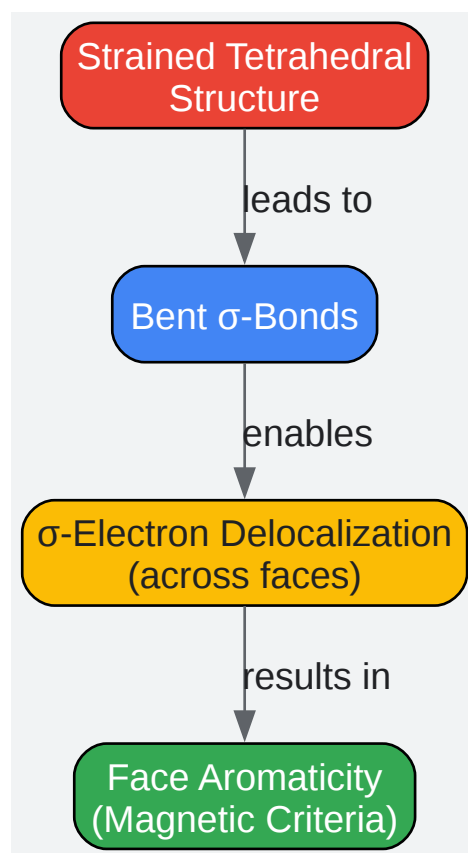 Strained Tetrahedral
Structure
leads to
Bent σ-Bonds
enables
σ-Electron Delocalization
(across faces)
results in
Face Aromaticity
(Magnetic Criteria)